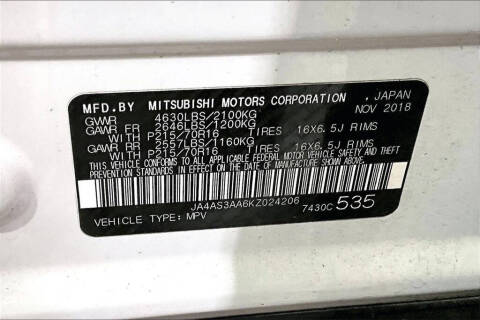 MFD.BY MITSUBISHI MOTORS CORPORATION , JAPAN
GVWR 4630LBS/2100KG NOV 2018
GAWR FR 2646LBS/1200KG
WITH P215/70R16 TIRES 16X6.5J RIMS
GAWR RR 2557LBS/1160KG
WITH P215/70R16 TIRES 16X6.5J RIMS
THIS VEHICLE CONFORMS TO ALL APPLICABLE FEDERAL MOTOR VEHICLE SAFETY, BUMPER, AND THEFT
PREVENTION STANDARDS IN EFFECT ON THE DATE OF MANUFACTURE SHOWN ABOVE.
JA4AS3AA6KZ024206
VEHICLE TYPE: MPV 7430C 535